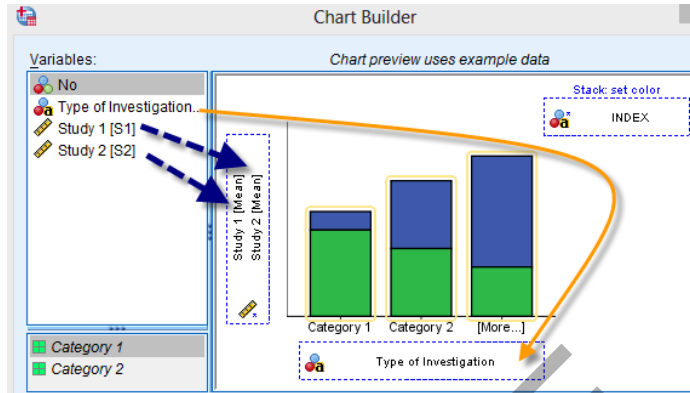 Chart Builder
Variables:
Chart preview uses example data
No
Type of Investigation...
Study 1 [S1]
Study 2 [S2]
Stack: set color
INDEX
Study 1 [Mean]
Study 2 [Mean]
Category 1
Category 2
[More...]
Type of Investigation
Category 1
Category 2